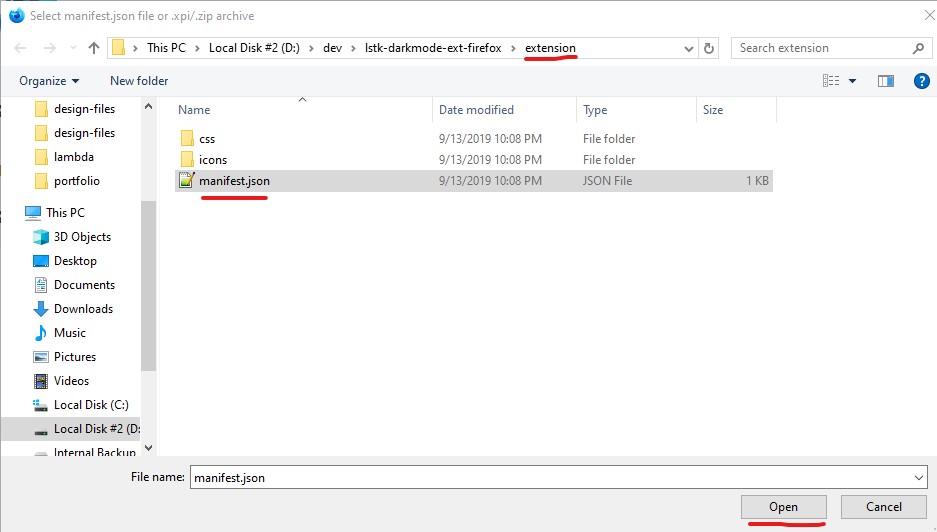 Select manifest.json file or .xpi/.zip archive
This PC > Local Disk #2 (D:) > dev > lstk-darkmode-ext-firefox > extension
Search extension
Organize
New folder
Name
Date modified
Type
Size
css 9/13/2019 10:08 PM File folder
icons 9/13/2019 10:08 PM File folder
manifest.json 9/13/2019 10:08 PM JSON File 1 KB
design-files
design-files
lambda
portfolio
This PC
3D Objects
Desktop
Documents
Downloads
Music
Pictures
Videos
Local Disk (C:)
Local Disk #2 (D:
Internal Backup
File name: manifest.json
Open
Cancel